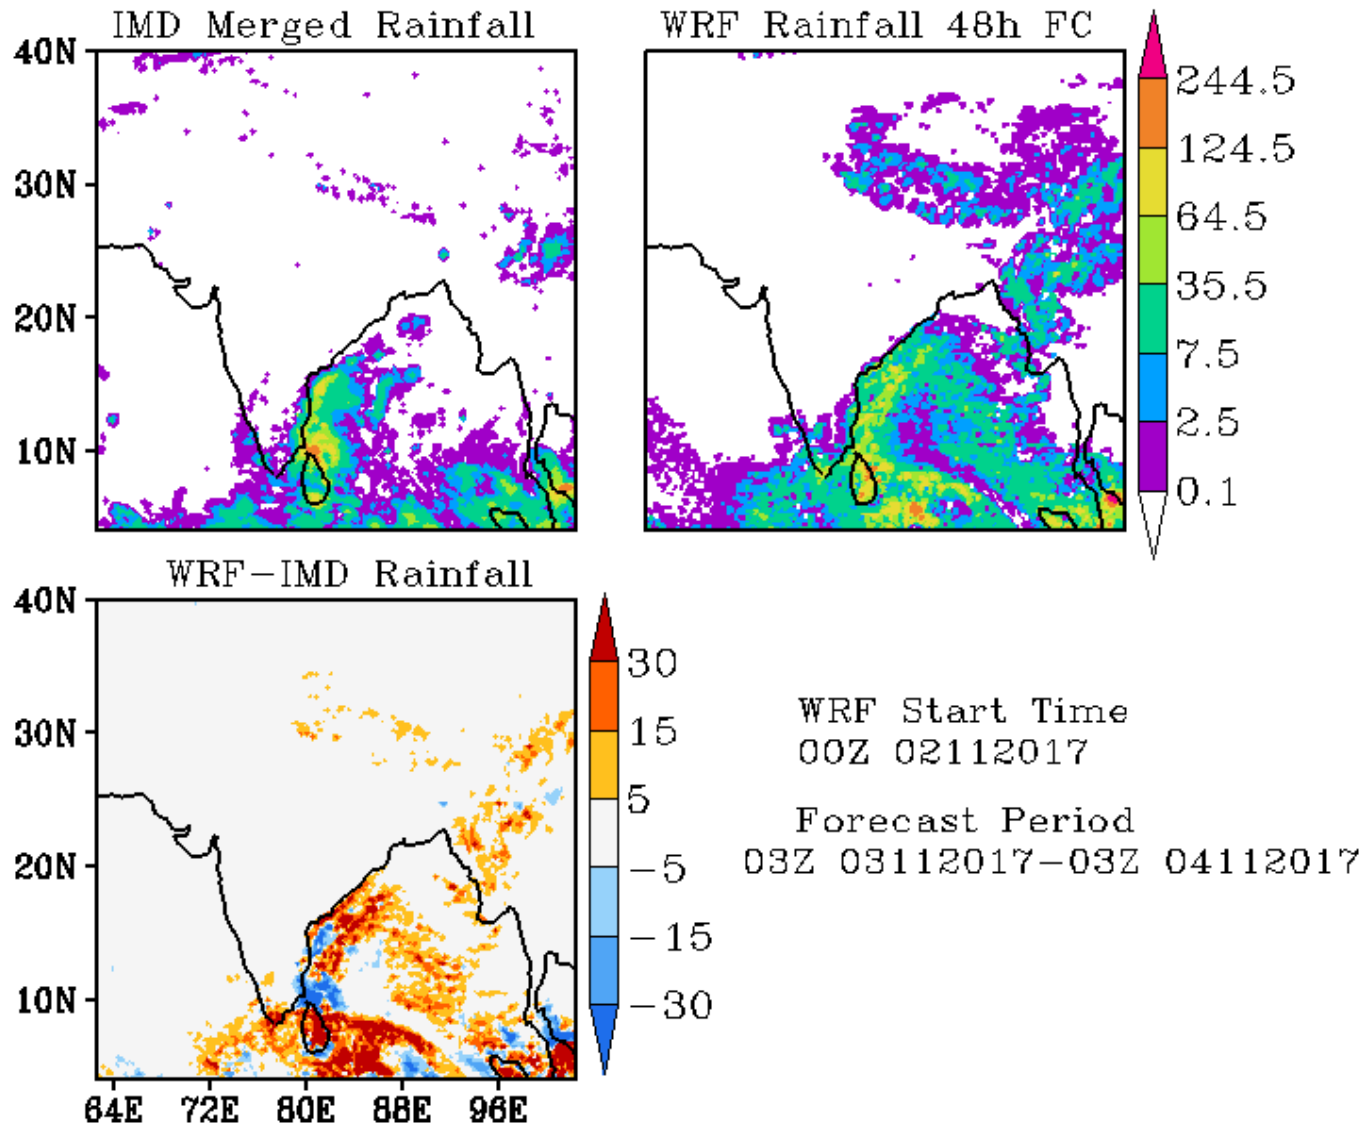 IMD Merged Rainfall
WRF Rainfall 48h FC
40N
30N
20N
10N
244.5
124.5
64.5
35.5
7.5
2.5
0.1
WRF-IMD Rainfall
40N
30N
20N
10N
64E 72E 80E 88E 96E
30
15
5
-5
-15
-30
WRF Start Time
00Z 02112017
Forecast Period
03Z 03112017-03Z 04112017